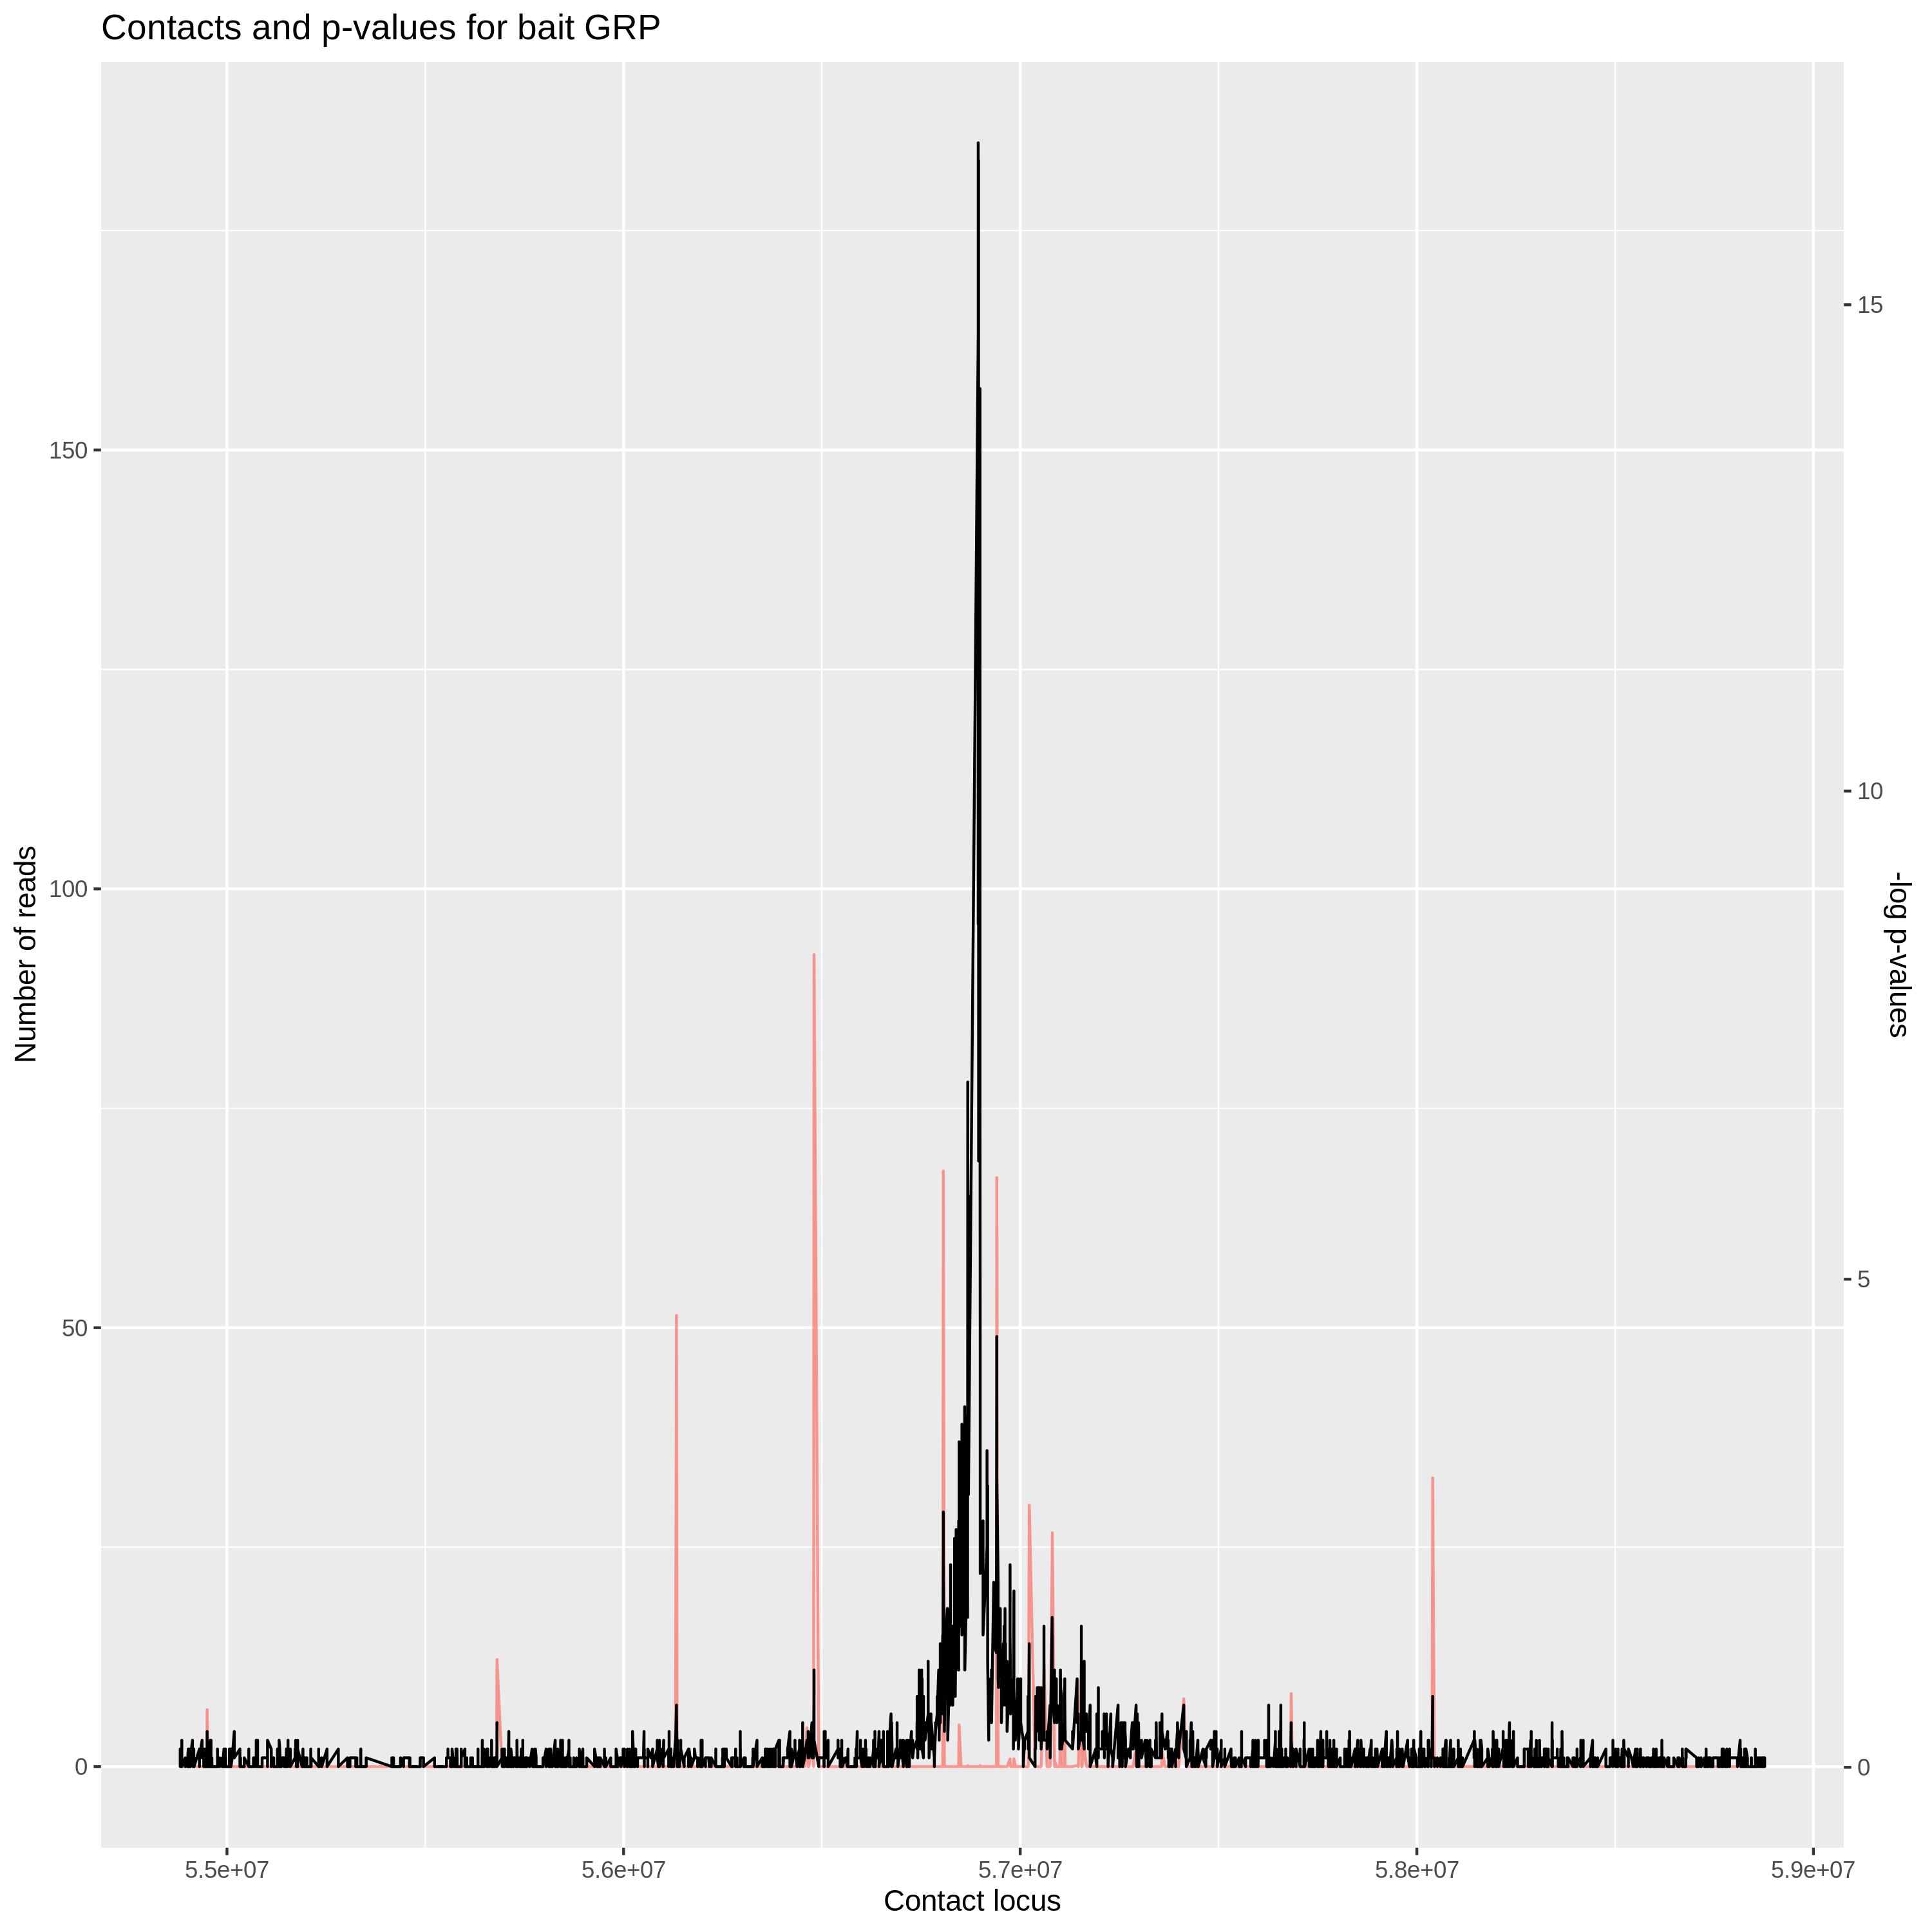 Contacts and p-values for bait GRP
Number of reads
150
100
50
0
15
10
5
0
-log p-values
5.5e+07 5.6e+07 5.7e+07 5.8e+07 5.9e+07
Contact locus